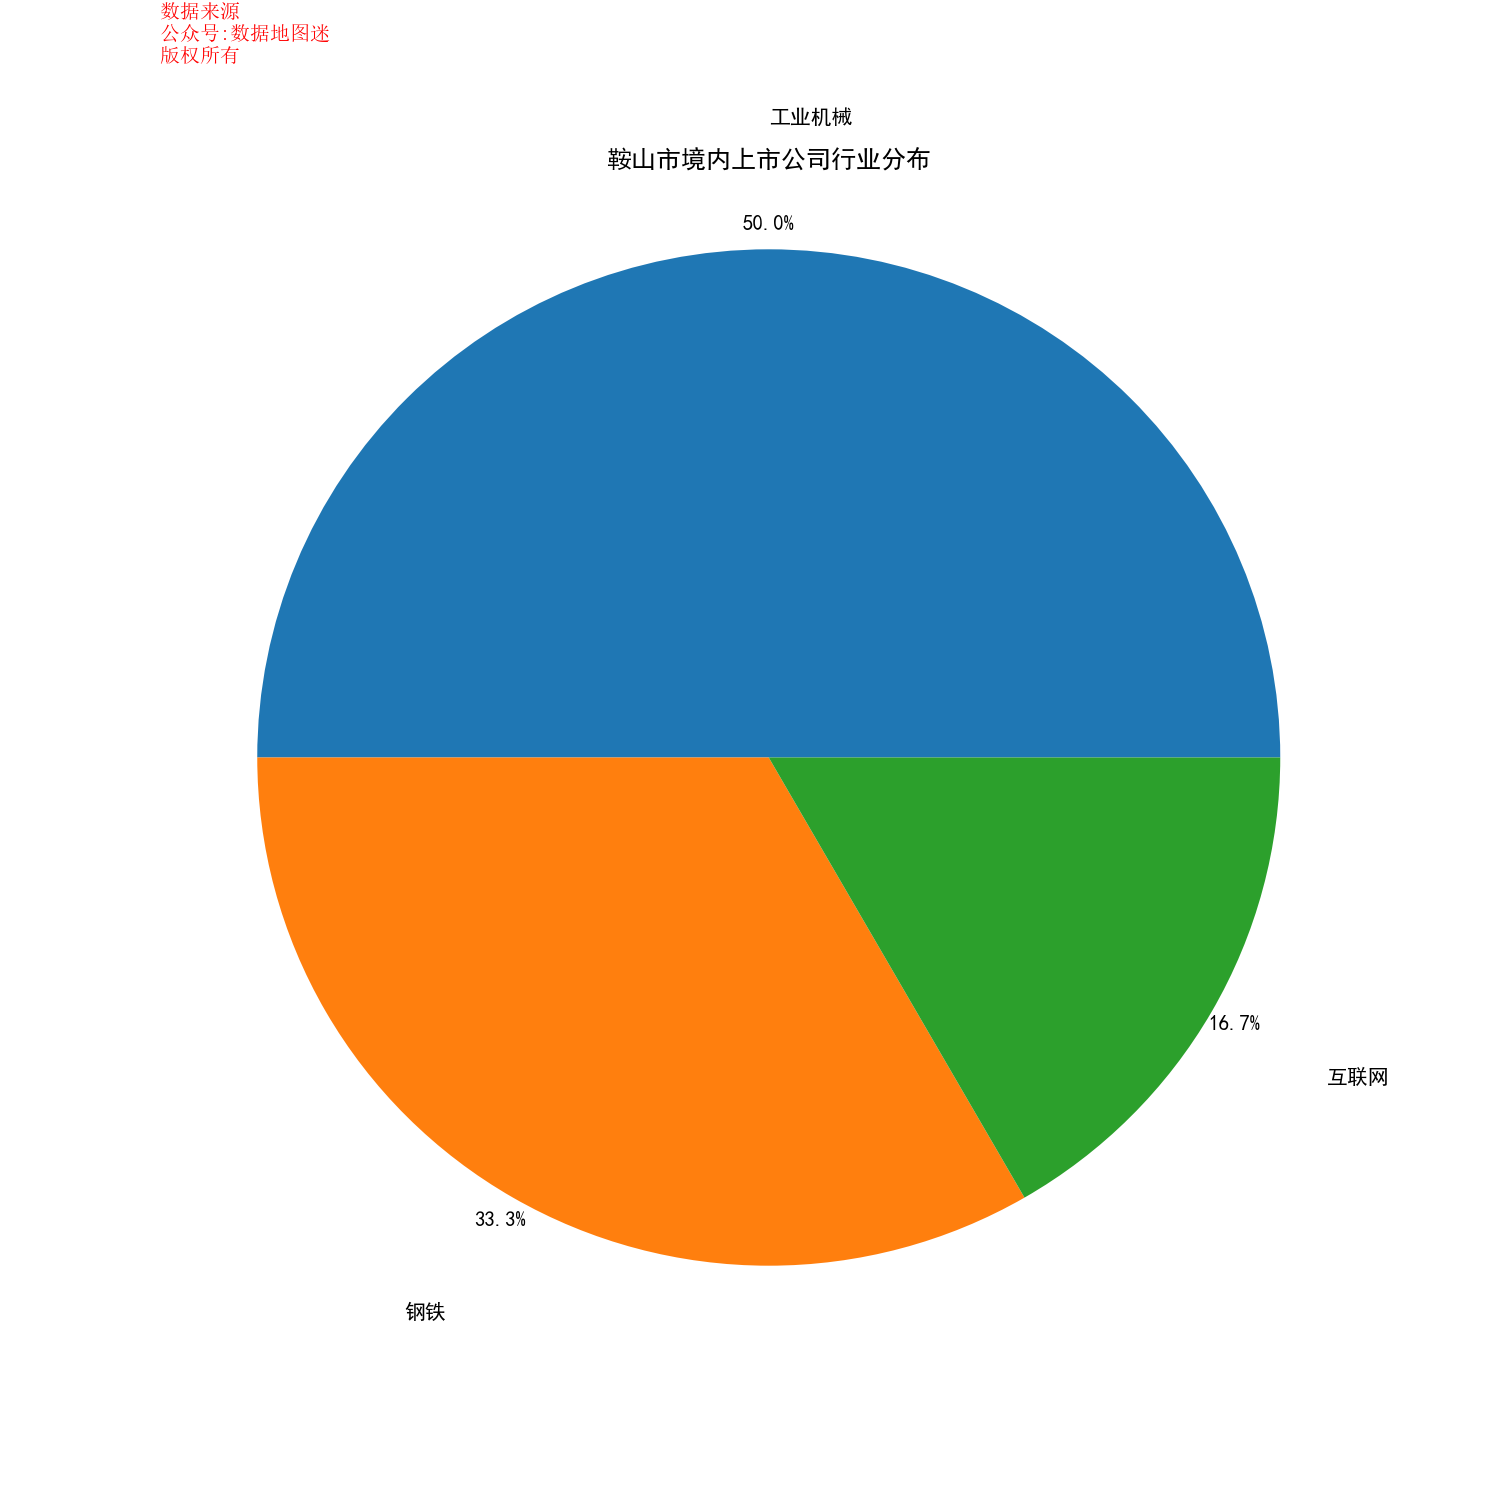 数据来源
公众号:数据地图迷
版权所有
工业机械
鞍山市境内上市公司行业分布
50.0%
16.7%
互联网
33.3%
钢铁